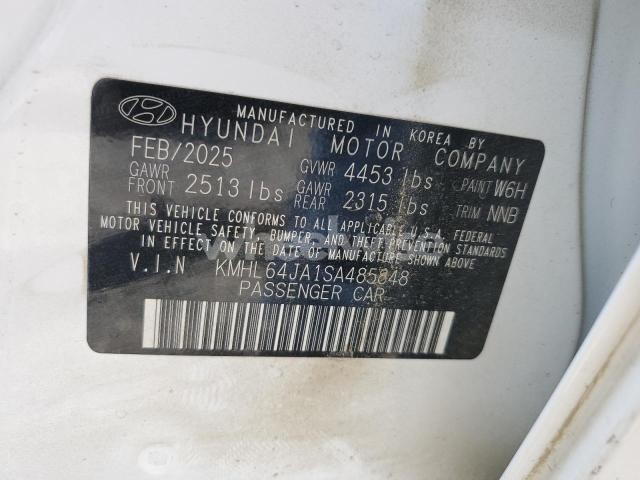 MANUFACTURED IN KOREA BY
HYUNDAI MOTOR COMPANY
FEB/2025 GVWR 4453 lbs PAINT W6H
GAWR FRONT 2513 lbs GAWR REAR 2315 lbs TRIM NNB
THIS VEHICLE CONFORMS TO ALL APPLICABLE U.S.A. FEDERAL
MOTOR VEHICLE SAFETY, BUMPER, AND THEFT PREVENTION STANDARDS
IN EFFECT ON THE DATE OF MANUFACTURE SHOWN ABOVE.
V.I.N KMHL64JA1SA485848
PASSENGER CAR